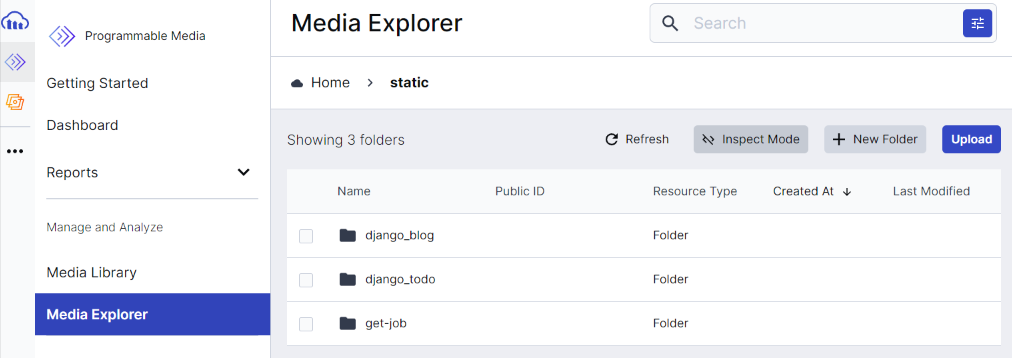 Programmable Media
Getting Started
Dashboard
Reports
Manage and Analyze
Media Library
Media Explorer
Media Explorer
Search
Home > static
Showing 3 folders
Refresh
Inspect Mode
New Folder
Upload
Name Public ID Resource Type Created At Last Modified
django_blog Folder
django_todo Folder
get-job Folder